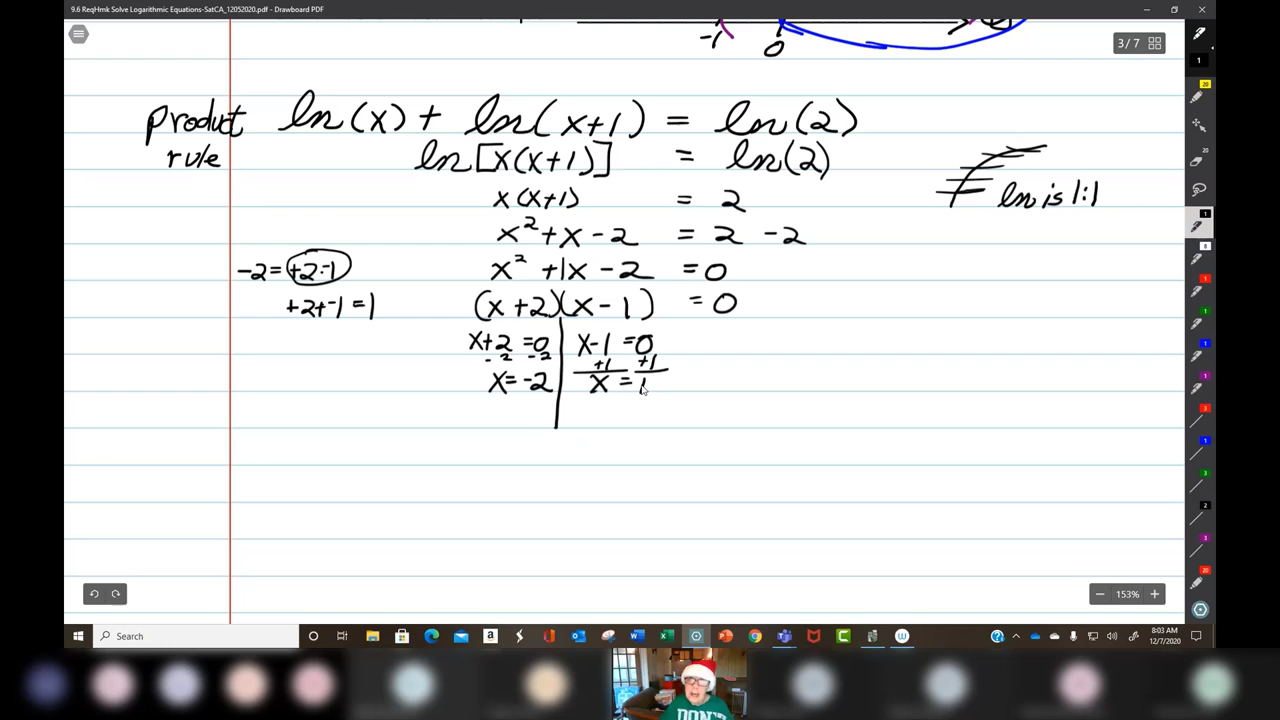 9.6 ReqHmk Solve Logarithmic Equations-SatCA_12052020.pdf - Drawboard PDF
3/7
-1
0
product ln(x) + ln(x+1) = ln(2)
rule ln[x(x+1)] = ln(2)
x(x+1) = 2
ln is 1:1
x²+x-2 = 2 -2
-2 = +2·-1 x² +1x -2 = 0
+2+-1=1 (x+2)(x-1) = 0
x+2=0 x-1=0
-2 -2 +1 +1
x=-2 x=1
153%
Search
8:03 AM
12/7/2020
DON'T